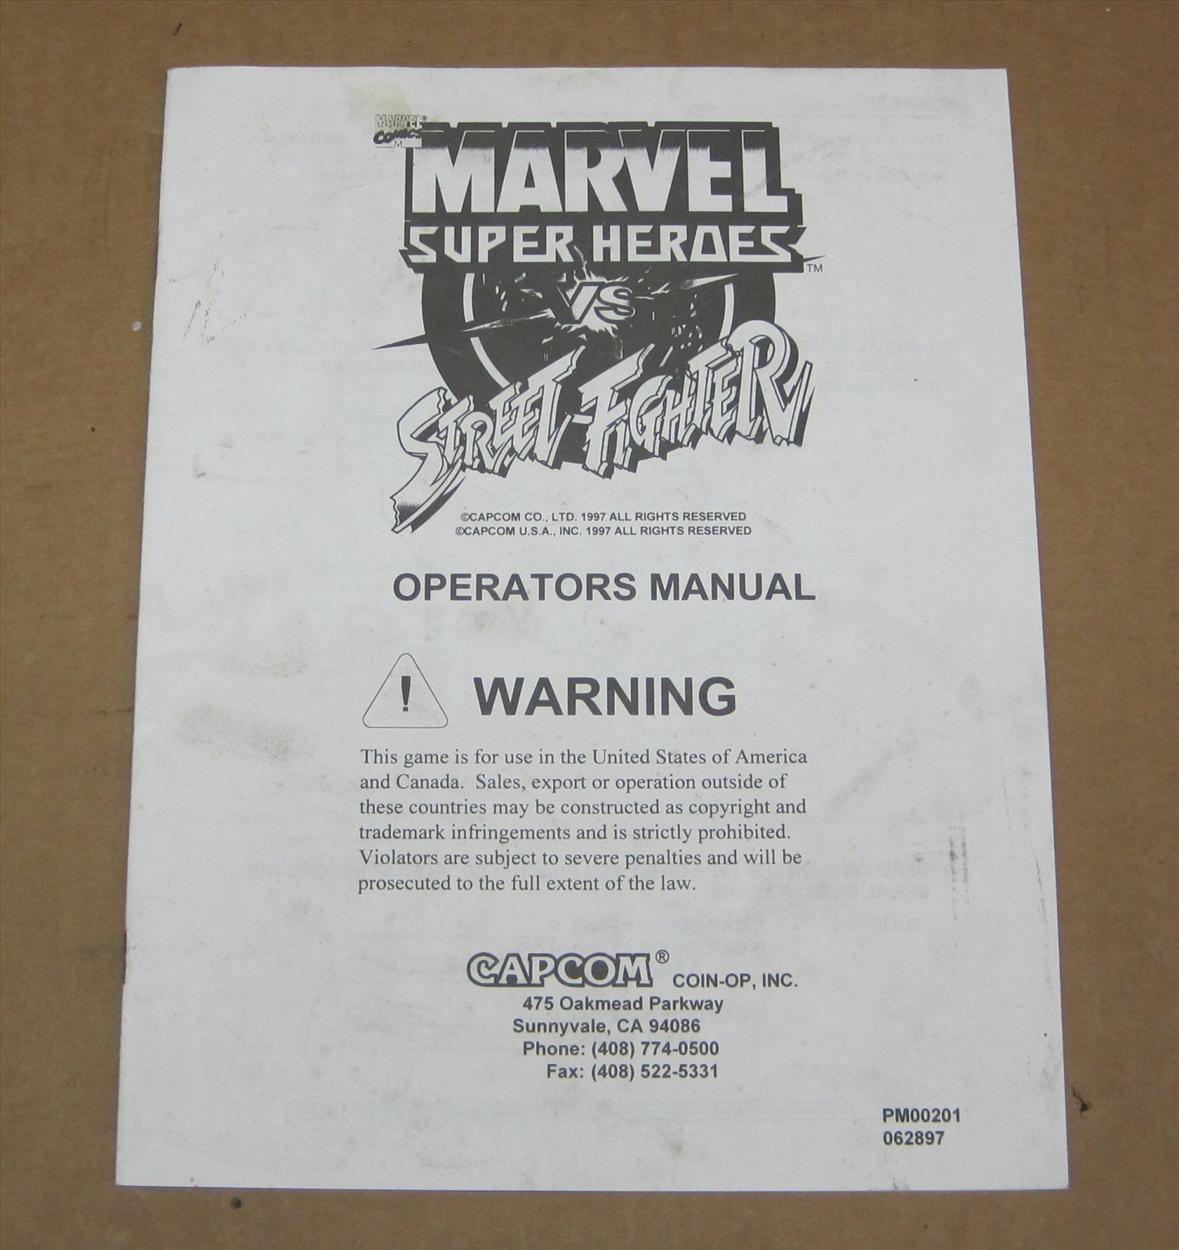 MARVEL
COMICS
MARVEL
SUPER HEROES
TM
VS
STREET FIGHTER
©CAPCOM CO., LTD. 1997 ALL RIGHTS RESERVED
©CAPCOM U.S.A., INC. 1997 ALL RIGHTS RESERVED
OPERATORS MANUAL
! WARNING
This game is for use in the United States of America
and Canada. Sales, export or operation outside of
these countries may be constructed as copyright and
trademark infringements and is strictly prohibited.
Violators are subject to severe penalties and will be
prosecuted to the full extent of the law.
CAPCOM® COIN-OP, INC.
475 Oakmead Parkway
Sunnyvale, CA 94086
Phone: (408) 774-0500
Fax: (408) 522-5331
PM00201
062897